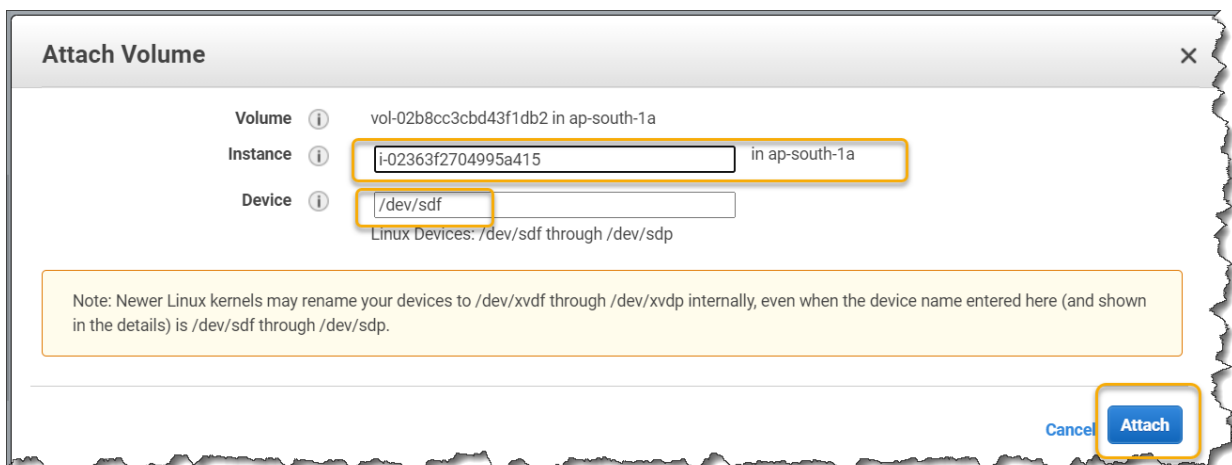 Attach Volume
Volume vol-02b8cc3cbd43f1db2 in ap-south-1a
Instance i-02363f2704995a415 in ap-south-1a
Device /dev/sdf
Linux Devices: /dev/sdf through /dev/sdp
Note: Newer Linux kernels may rename your devices to /dev/xvdf through /dev/xvdp internally, even when the device name entered here (and shown
in the details) is /dev/sdf through /dev/sdp.
Cancel Attach